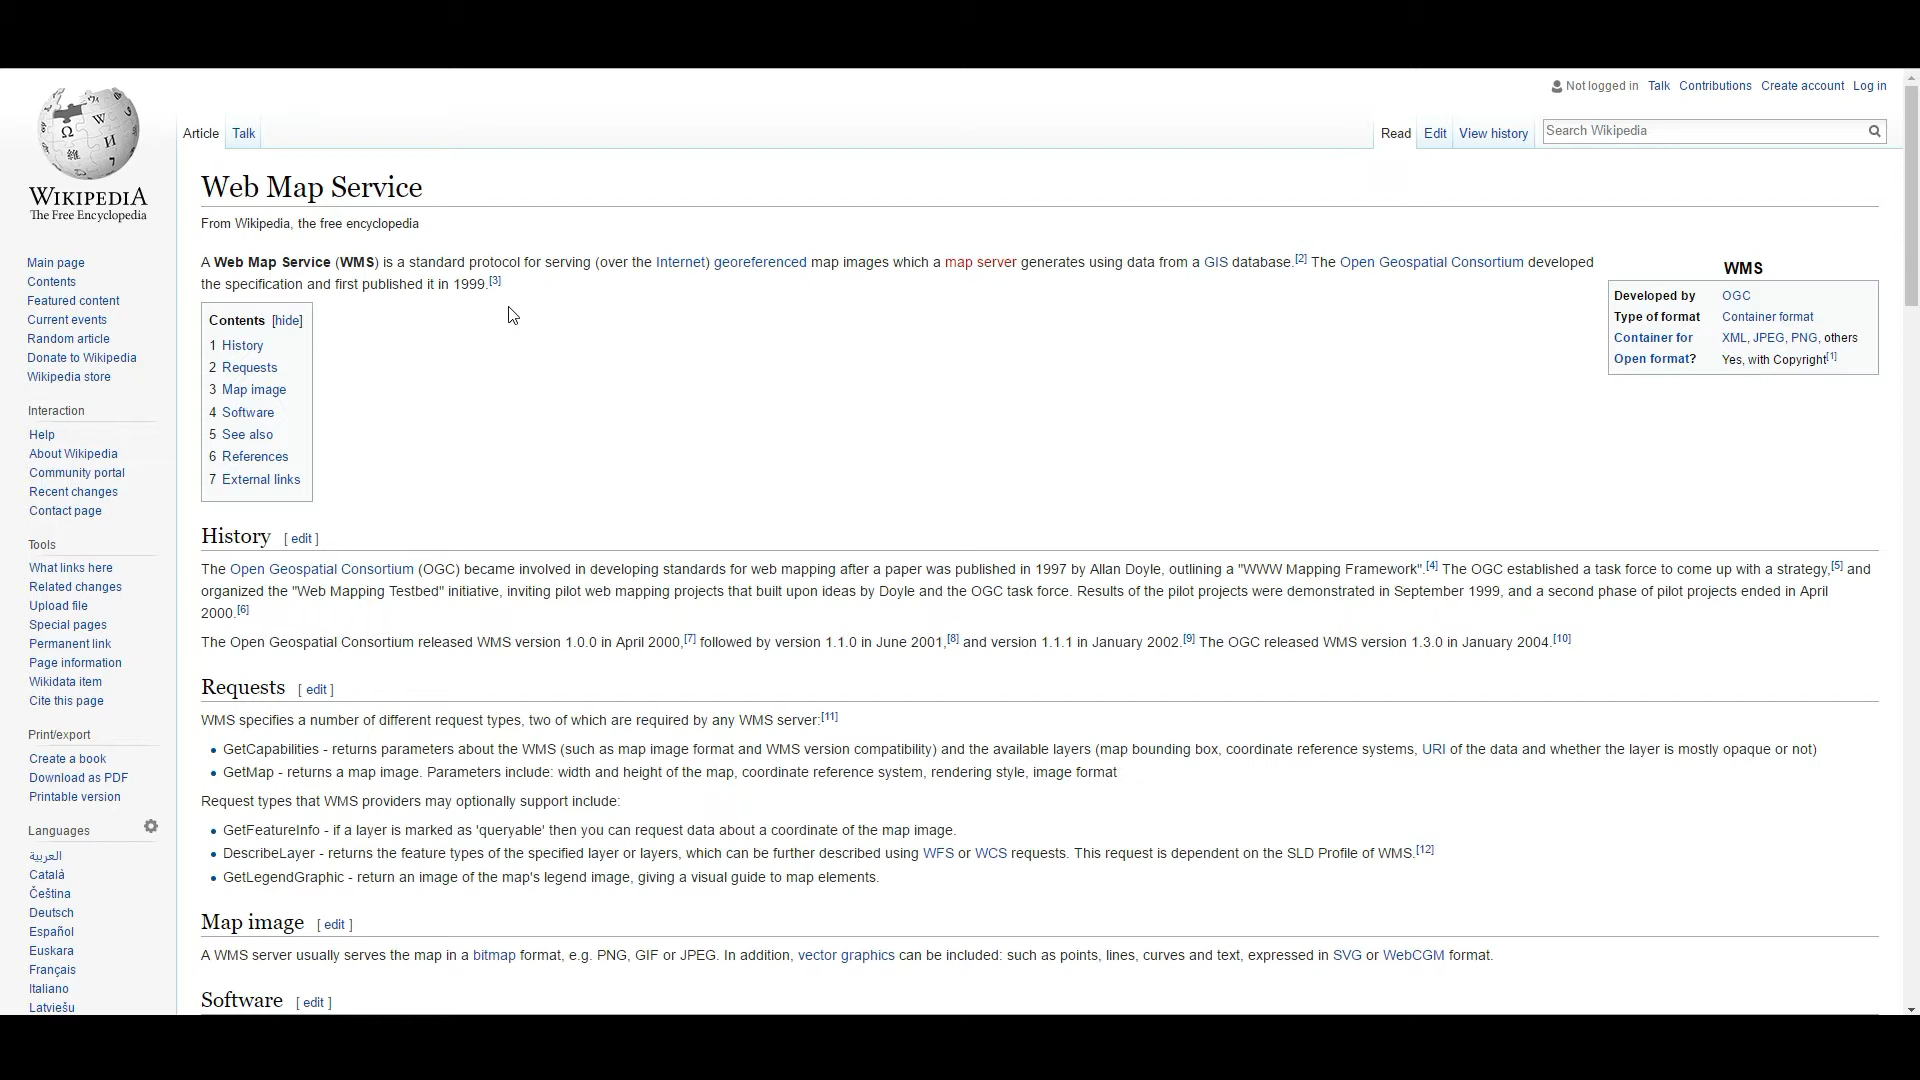 Not logged in Talk Contributions Create account Log in
Article Talk Read Edit View history Search Wikipedia
WIKIPEDIA
The Free Encyclopedia
Main page
Contents
Featured content
Current events
Random article
Donate to Wikipedia
Wikipedia store
Interaction
Help
About Wikipedia
Community portal
Recent changes
Contact page
Tools
What links here
Related changes
Upload file
Special pages
Permanent link
Page information
Wikidata item
Cite this page
Print/export
Create a book
Download as PDF
Printable version
Languages
العربية
Català
Čeština
Deutsch
Español
Euskara
Français
Italiano
Latviešu
Web Map Service
From Wikipedia, the free encyclopedia
A Web Map Service (WMS) is a standard protocol for serving (over the Internet) georeferenced map images which a map server generates using data from a GIS database.[2] The Open Geospatial Consortium developed
the specification and first published it in 1999.[3]
WMS
Developed by OGC
Type of format Container format
Container for XML, JPEG, PNG, others
Open format? Yes, with Copyright[1]
Contents [hide]
1 History
2 Requests
3 Map image
4 Software
5 See also
6 References
7 External links
History [ edit ]
The Open Geospatial Consortium (OGC) became involved in developing standards for web mapping after a paper was published in 1997 by Allan Doyle, outlining a "WWW Mapping Framework".[4] The OGC established a task force to come up with a strategy,[5] and
organized the "Web Mapping Testbed" initiative, inviting pilot web mapping projects that built upon ideas by Doyle and the OGC task force. Results of the pilot projects were demonstrated in September 1999, and a second phase of pilot projects ended in April
2000.[6]
The Open Geospatial Consortium released WMS version 1.0.0 in April 2000,[7] followed by version 1.1.0 in June 2001,[8] and version 1.1.1 in January 2002.[9] The OGC released WMS version 1.3.0 in January 2004.[10]
Requests [ edit ]
WMS specifies a number of different request types, two of which are required by any WMS server:[11]
• GetCapabilities - returns parameters about the WMS (such as map image format and WMS version compatibility) and the available layers (map bounding box, coordinate reference systems, URI of the data and whether the layer is mostly opaque or not)
• GetMap - returns a map image. Parameters include: width and height of the map, coordinate reference system, rendering style, image format
Request types that WMS providers may optionally support include:
• GetFeatureInfo - if a layer is marked as 'queryable' then you can request data about a coordinate of the map image.
• DescribeLayer - returns the feature types of the specified layer or layers, which can be further described using WFS or WCS requests. This request is dependent on the SLD Profile of WMS.[12]
• GetLegendGraphic - return an image of the map's legend image, giving a visual guide to map elements.
Map image [ edit ]
A WMS server usually serves the map in a bitmap format, e.g. PNG, GIF or JPEG. In addition, vector graphics can be included: such as points, lines, curves and text, expressed in SVG or WebCGM format.
Software [ edit ]